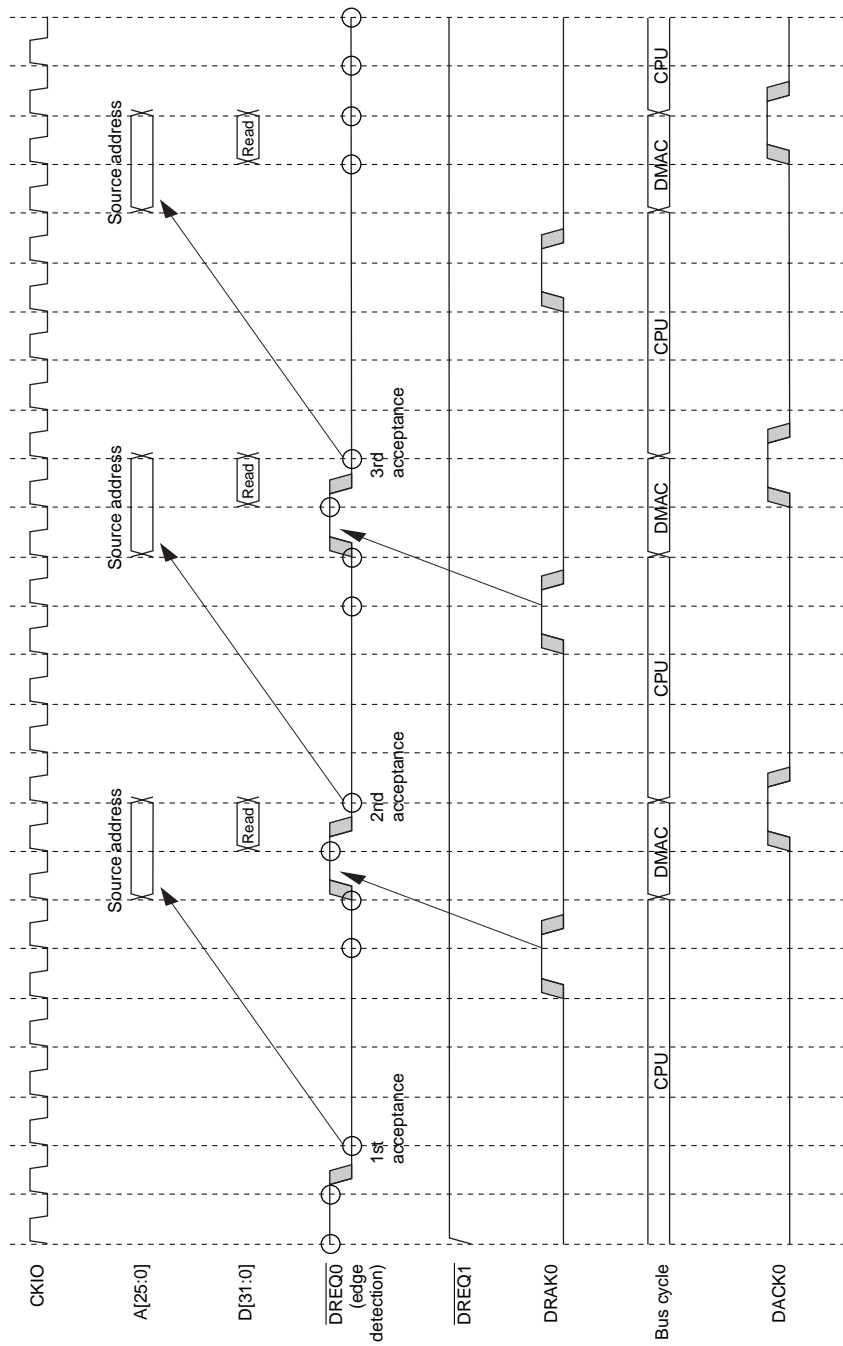 CKIO
A[25:0]
Source address
Source address
Source address
D[31:0]
Read
Read
Read
DREQ0
(edge
detection)
1st
acceptance
2nd
acceptance
3rd
acceptance
DREQ1
DRAK0
Bus cycle
CPU
DMAC
CPU
DMAC
CPU
DMAC
CPU
DACK0